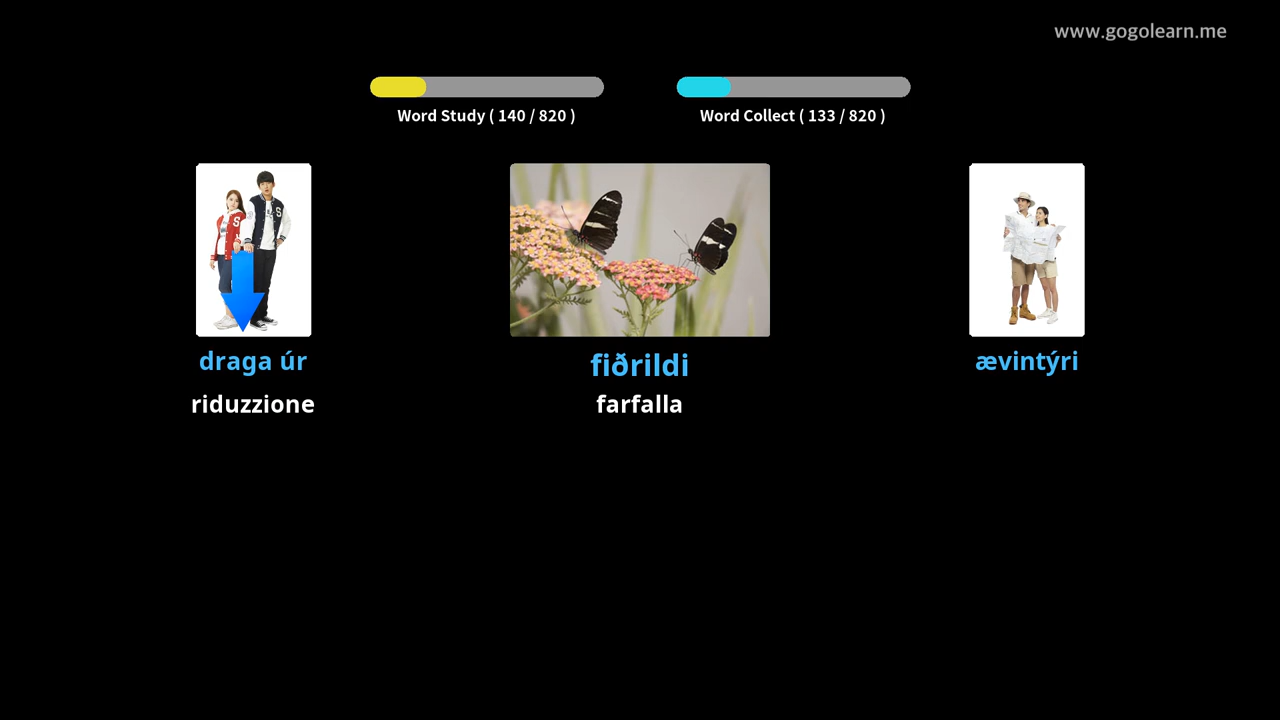 www.gogolearn.me
Word Study ( 140 / 820 )
Word Collect ( 133 / 820 )
draga úr
riduzzione
fiðrildi
farfalla
ævintýri